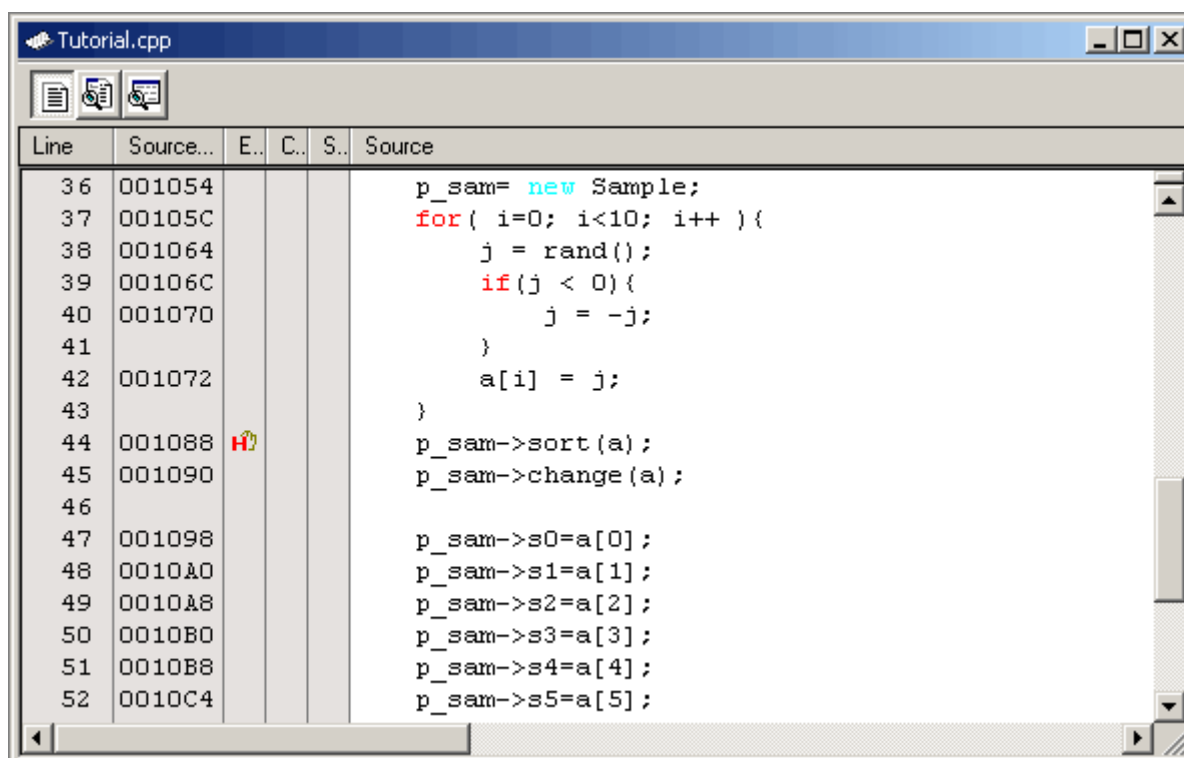 Tutorial.cpp
Line Source... E.. C.. S.. Source
36 001054 p_sam= new Sample;
37 00105C for( i=0; i<10; i++ ){
38 001064 j = rand();
39 00106C if(j < 0){
40 001070 j = -j;
41 }
42 001072 a[i] = j;
43 }
44 001088 H p_sam->sort(a);
45 001090 p_sam->change(a);
46
47 001098 p_sam->s0=a[0];
48 0010A0 p_sam->s1=a[1];
49 0010A8 p_sam->s2=a[2];
50 0010B0 p_sam->s3=a[3];
51 0010B8 p_sam->s4=a[4];
52 0010C4 p_sam->s5=a[5];